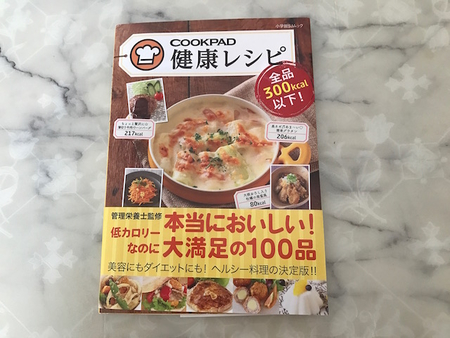 小学館SJムック
COOKPAD
健康レシピ
全品
300kcal
以下!
217kcal
206kcal
80kcal
管理栄養士監修
本当においしい!
低カロリー
なのに
大満足の100品
美容にもダイエットにも! ヘルシー料理の決定版!!